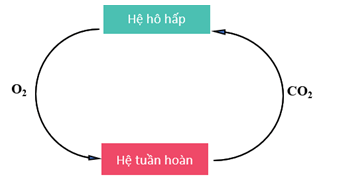 Hệ hô hấp
O₂
CO₂
Hệ tuần hoàn